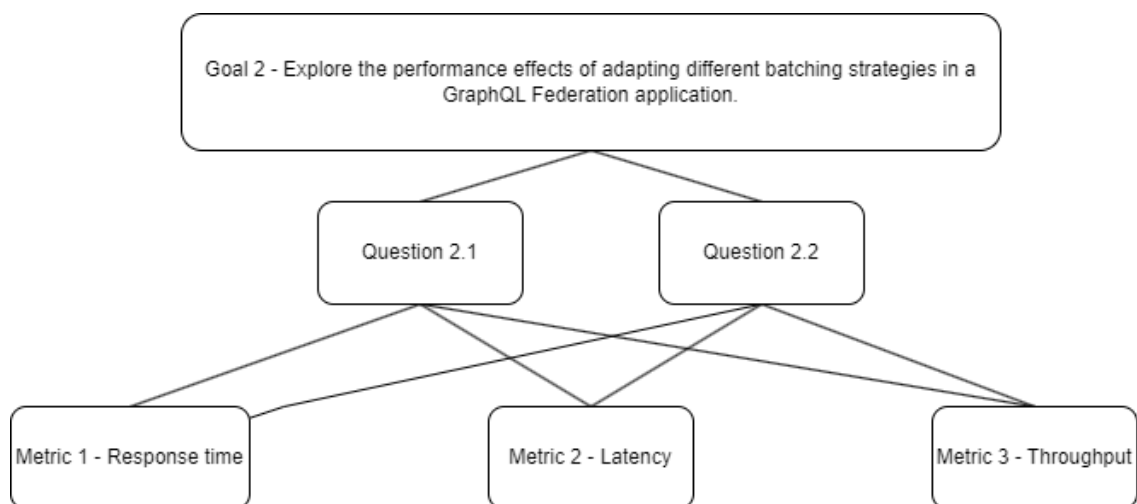 Goal 2 - Explore the performance effects of adapting different batching strategies in a
GraphQL Federation application.
Question 2.1
Question 2.2
Metric 1 - Response time
Metric 2 - Latency
Metric 3 - Throughput